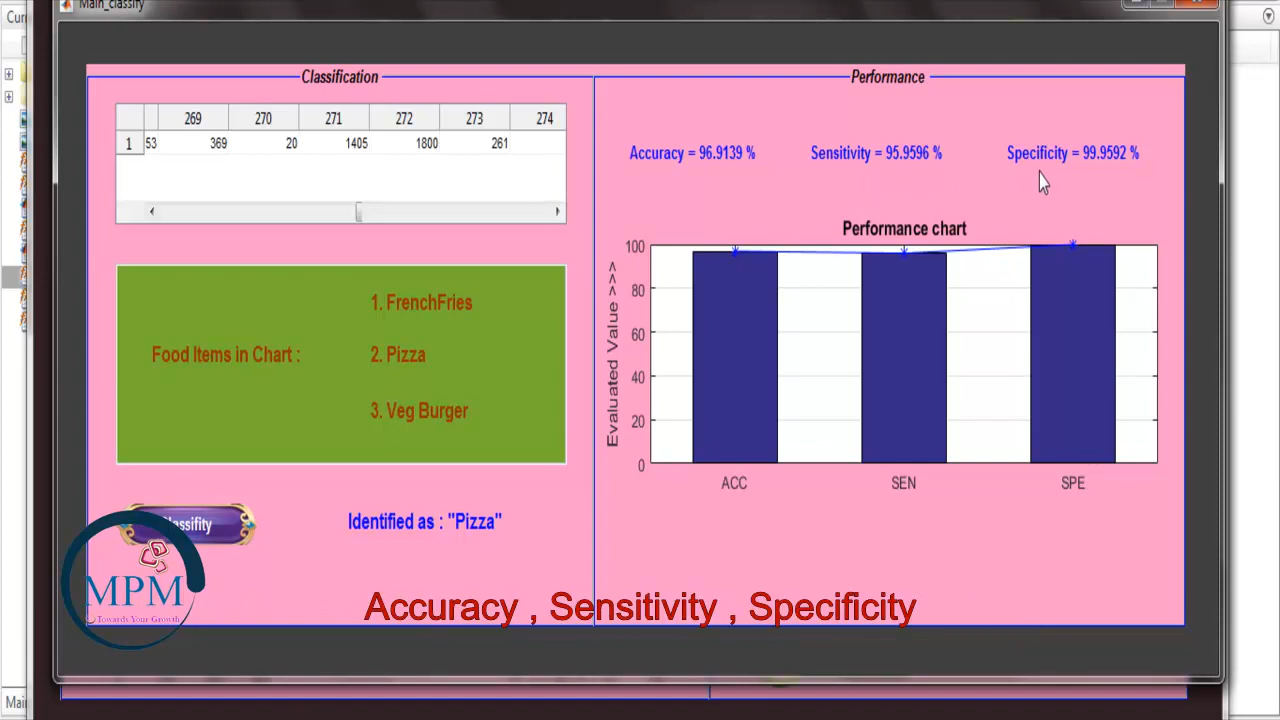 Main_classify
Curr
Classification
269 270 271 272 273 274
1 53 369 20 1405 1800 261
Food Items in Chart :
1. FrenchFries
2. Pizza
3. Veg Burger
Classifity
Identified as : "Pizza"
Performance
Accuracy = 96.9139 %
Sensitivity = 95.9596 %
Specificity = 99.9592 %
Performance chart
Evaluated Value >>>
100
80
60
40
20
0
ACC SEN SPE
MPM
Towards Your Growth
Accuracy , Sensitivity , Specificity
Mai